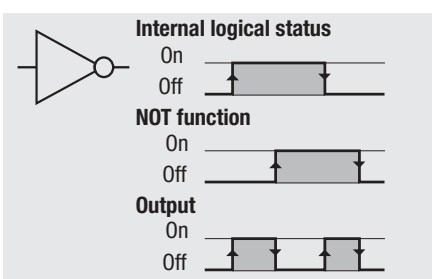 Internal logical status
On
Off
NOT function
On
Off
Output
On
Off